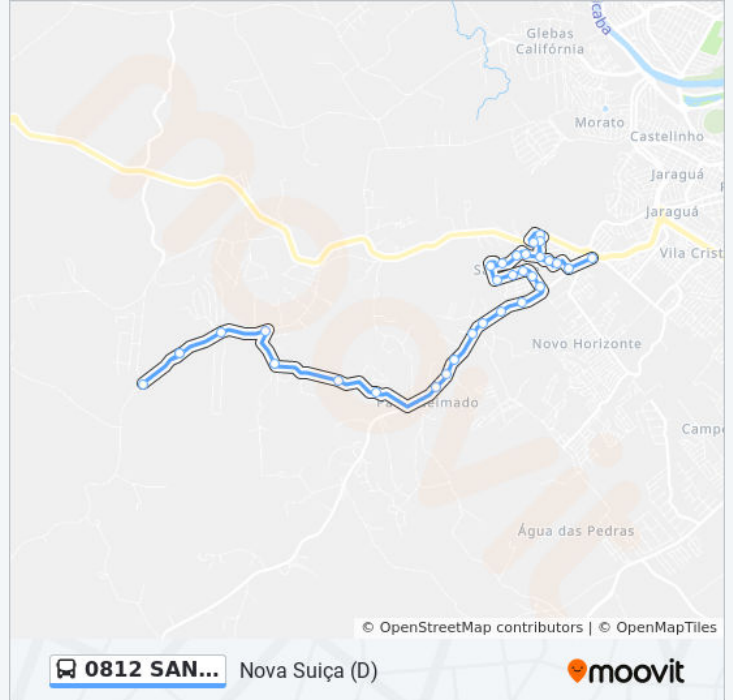 caba
Glebas
Califórnia
Morato
Castelinho
Jaraguá
Jaraguá
Vila Crist
Novo Horizonte
Camp
Água das Pedras
© OpenStreetMap contributors | © OpenMapTiles
0812 SAN... Nova Suiça (D)
moovit